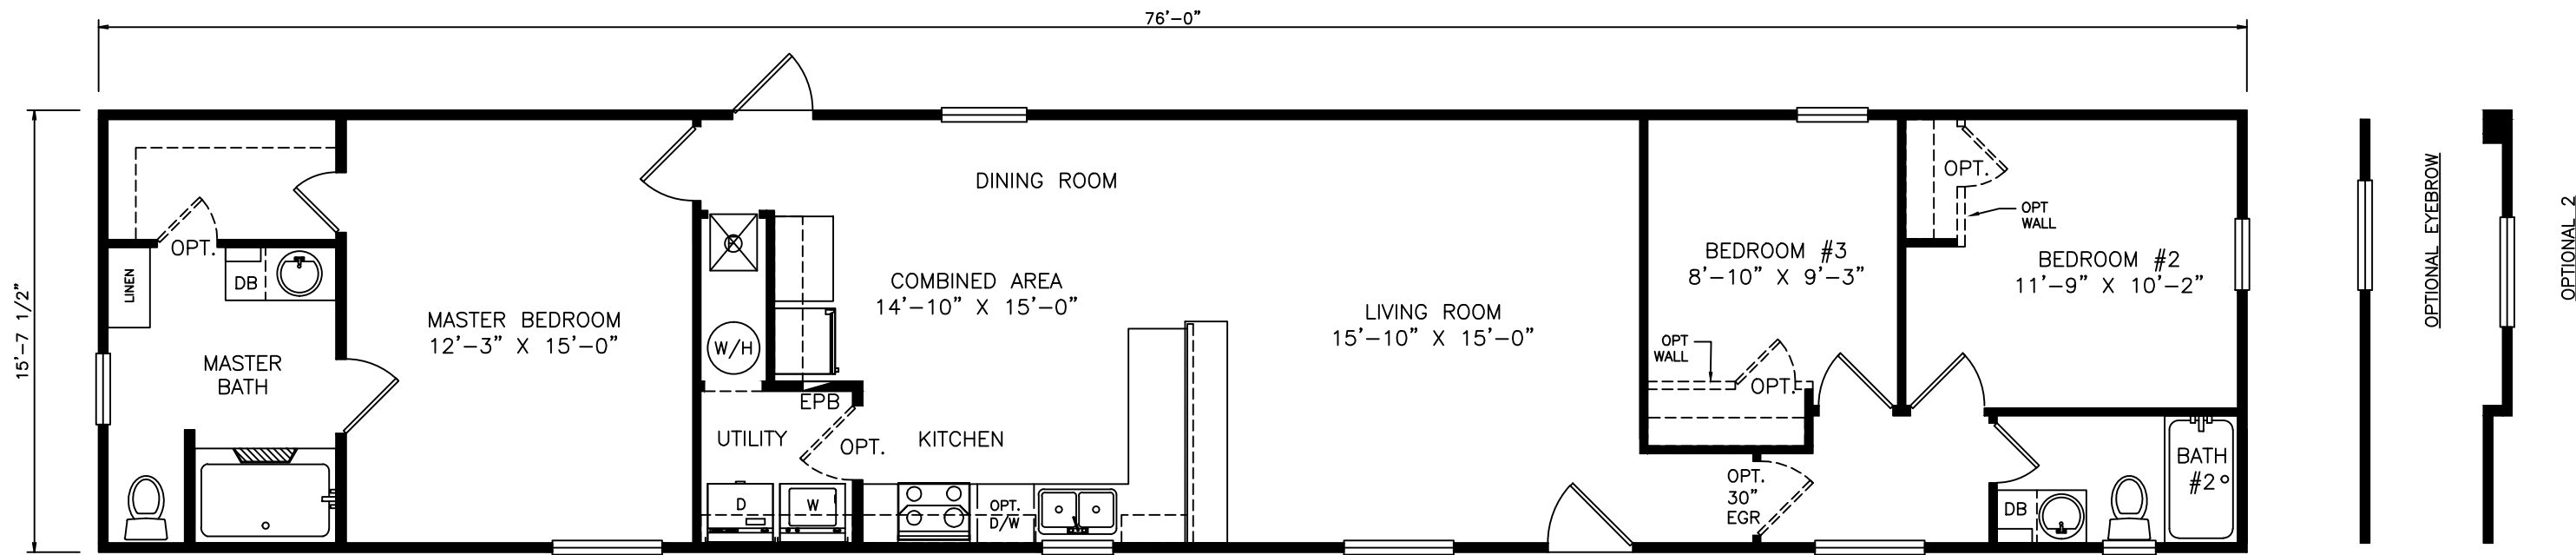 76'-0"
15'-7 1/2"
OPT.
LINEN
DB
MASTER
BATH
MASTER BEDROOM
12'-3" X 15'-0"
W/H
EPB
UTILITY
OPT.
D
W
DINING ROOM
COMBINED AREA
14'-10" X 15'-0"
KITCHEN
OPT.
D/W
LIVING ROOM
15'-10" X 15'-0"
BEDROOM #3
8'-10" X 9'-3"
OPT
WALL
OPT.
OPT.
30"
EGR
OPT.
OPT
WALL
BEDROOM #2
11'-9" X 10'-2"
BATH
#2
DB
OPTIONAL EYEBROW
OPTIONAL 2